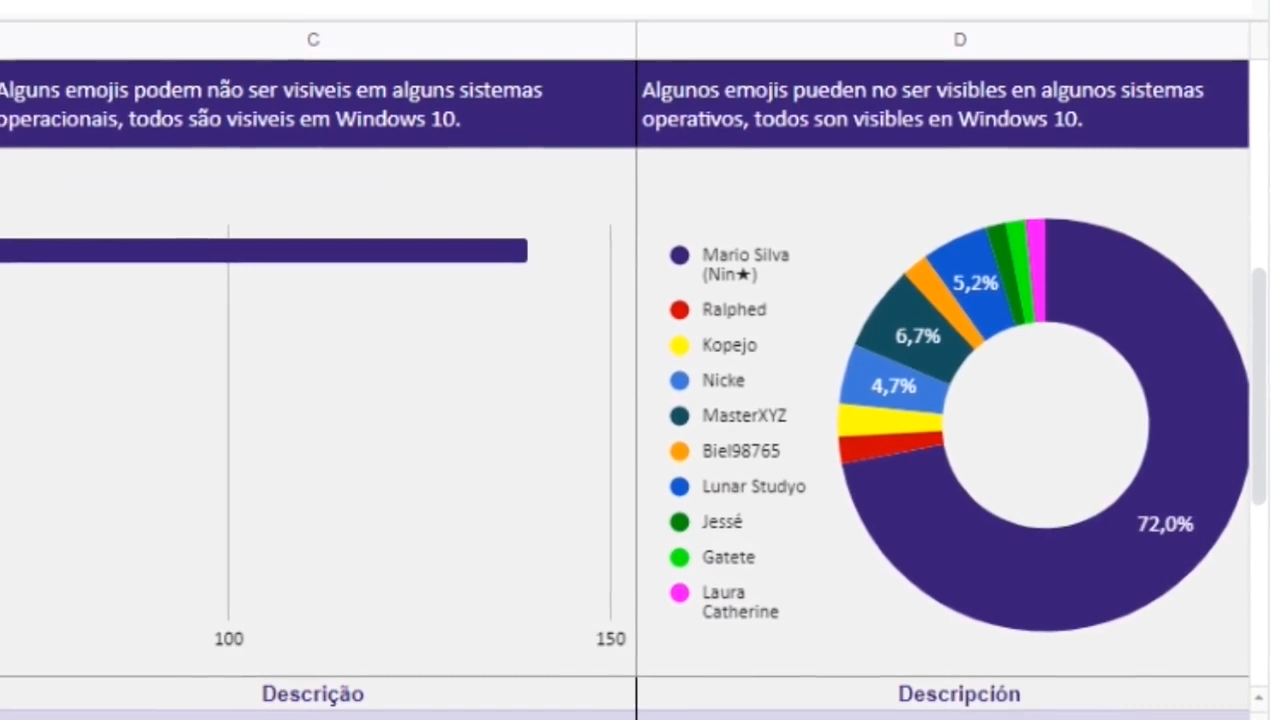 C
D
Alguns emojis podem não ser visiveis em alguns sistemas
operacionais, todos são visiveis em Windows 10.
Algunos emojis pueden no ser visibles en algunos sistemas
operativos, todos son visibles en Windows 10.
100
150
Mario Silva
(Nin★)
Ralphed
Kopejo
Nicke
MasterXYZ
Biel98765
Lunar Studyo
Jessé
Gatete
Laura
Catherine
5,2%
6,7%
4,7%
72,0%
Descrição
Descripción